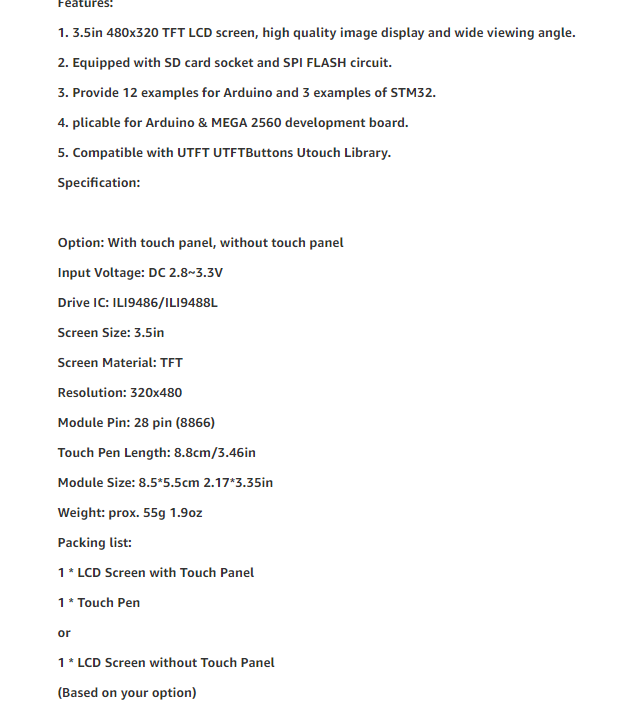 Features:
1. 3.5in 480x320 TFT LCD screen, high quality image display and wide viewing angle.
2. Equipped with SD card socket and SPI FLASH circuit.
3. Provide 12 examples for Arduino and 3 examples of STM32.
4. plicable for Arduino & MEGA 2560 development board.
5. Compatible with UTFT UTFTButtons Utouch Library.
Specification:
Option: With touch panel, without touch panel
Input Voltage: DC 2.8~3.3V
Drive IC: ILI9486/ILI9488L
Screen Size: 3.5in
Screen Material: TFT
Resolution: 320x480
Module Pin: 28 pin (8866)
Touch Pen Length: 8.8cm/3.46in
Module Size: 8.5*5.5cm 2.17*3.35in
Weight: prox. 55g 1.9oz
Packing list:
1 * LCD Screen with Touch Panel
1 * Touch Pen
or
1 * LCD Screen without Touch Panel
(Based on your option)